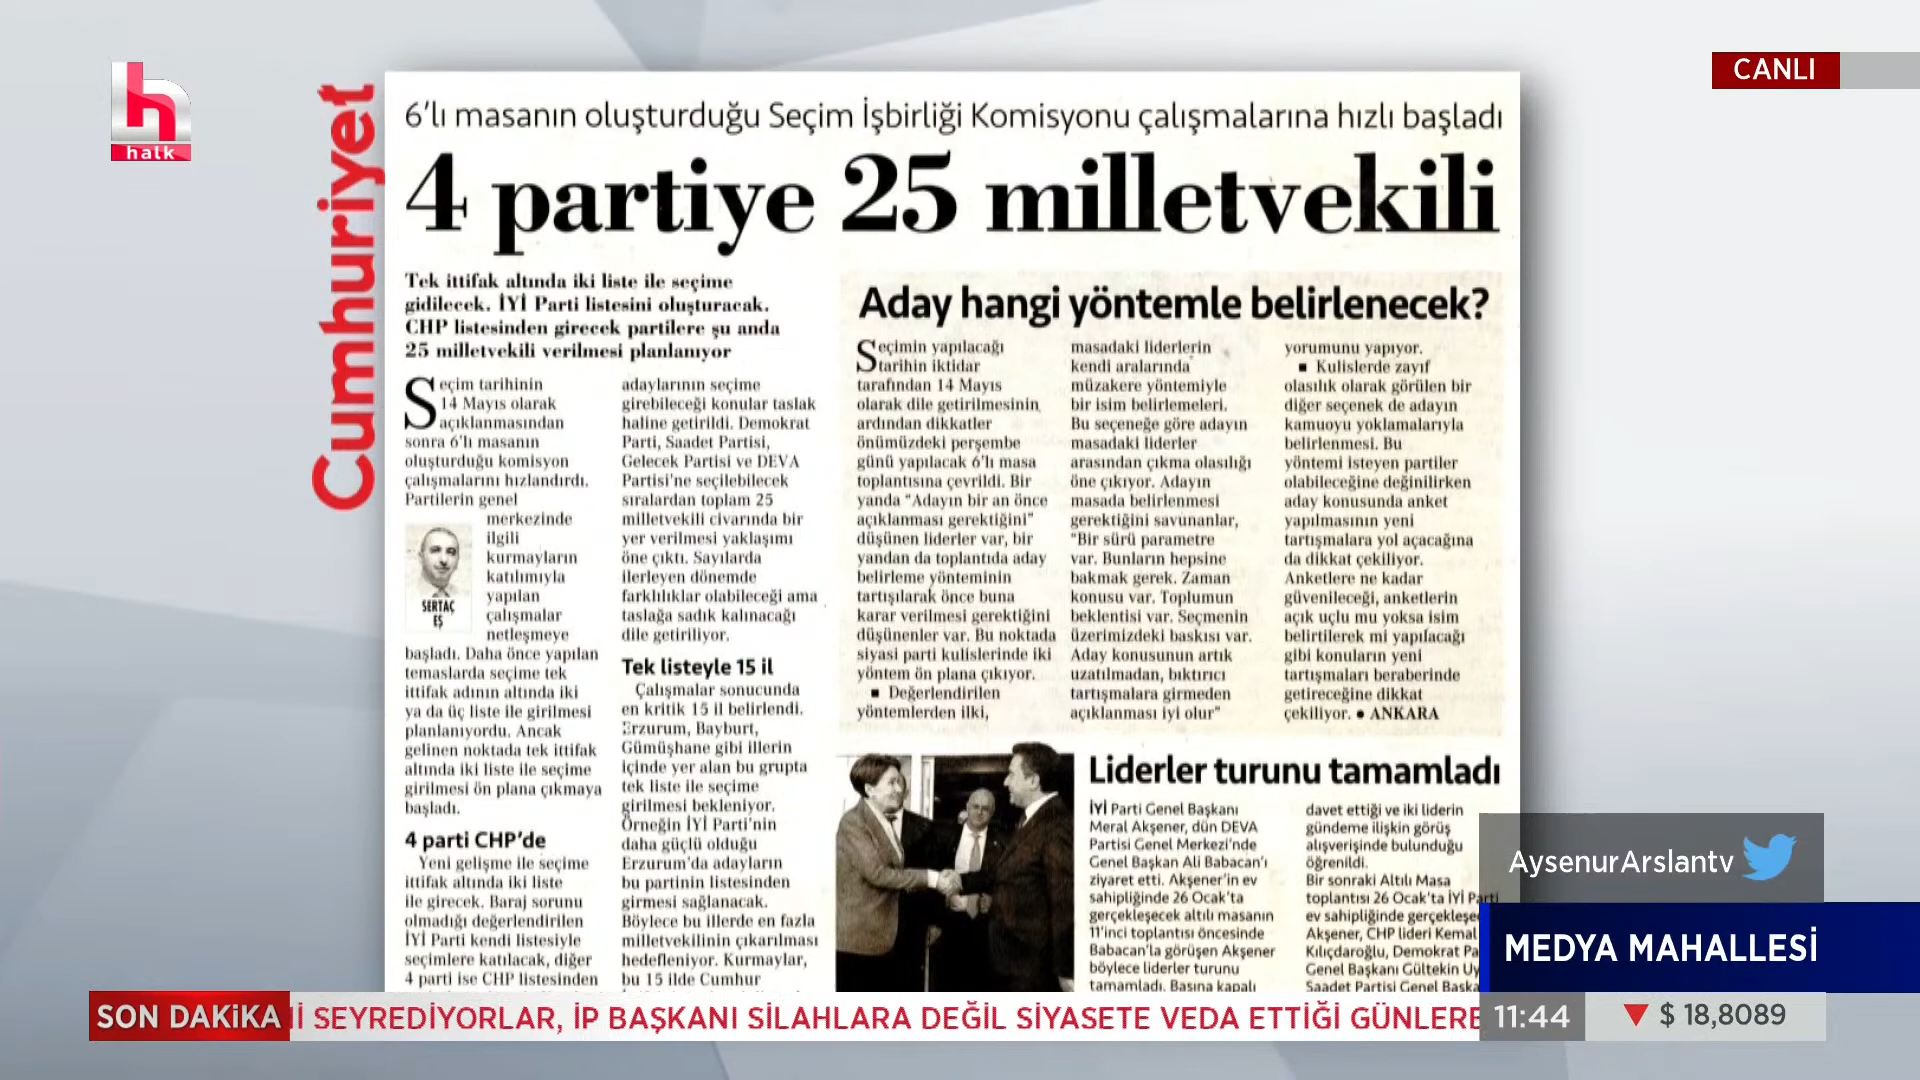 h
halk
CANLI
Cumhuriyet
6'lı masanın oluşturduğu Seçim İşbirliği Komisyonu çalışmalarına hızlı başladı
4 partiye 25 milletvekili
Tek ittifak altında iki liste ile seçime
gidilecek. İYİ Parti listesini oluşturacak.
CHP listesinden girecek partilere şu anda
25 milletvekili verilmesi planlanıyor
Seçim tarihinin
14 Mayıs olarak
açıklanmasından
sonra 6'lı masanın
oluşturduğu komisyon
çalışmalarını hızlandırdı.
Partilerin genel
merkezinde
ilgili
kurmayların
katılımıyla
yapılan
çalışmalar
netleşmeye
SERTAÇ
EŞ
başladı. Daha önce yapılan
temaslarda seçime tek
ittifak adının altında iki
ya da üç liste ile girilmesi
planlanıyordu. Ancak
gelinen noktada tek ittifak
altında iki liste ile seçime
girilmesi ön plana çıkmaya
başladı.
4 parti CHP'de
Yeni gelişme ile seçime
ittifak altında iki liste
ile girecek. Baraj sorunu
olmadığı değerlendirilen
İYİ Parti kendi listesiyle
seçimlere katılacak, diğer
4 parti ise CHP listesinden
adaylarının seçime
girebileceği konular taslak
haline getirildi. Demokrat
Parti, Saadet Partisi,
Gelecek Partisi ve DEVA
Partisi'ne seçilebilecek
sıralardan toplam 25
milletvekili civarında bir
yer verilmesi yaklaşımı
öne çıktı. Sayılarda
ilerleyen dönemde
farklılıklar olabileceği ama
taslağa sadık kalınacağı
dile getiriliyor.
Tek listeyle 15 il
Çalışmalar sonucunda
en kritik 15 il belirlendi.
Erzurum, Bayburt,
Gümüşhane gibi illerin
içinde yer alan bu grupta
tek liste ile seçime
girilmesi bekleniyor.
Örneğin İYİ Parti'nin
daha güçlü olduğu
Erzurum'da adayların
bu partinin listesinden
girmesi sağlanacak.
Böylece bu illerde en fazla
milletvekilinin çıkarılması
hedefleniyor. Kurmaylar,
bu 15 ilde Cumhur
Aday hangi yöntemle belirlenecek?
Seçimin yapılacağı
tarihin iktidar
tarafından 14 Mayıs
olarak dile getirilmesinin
ardından dikkatler
önümüzdeki perşembe
günü yapılacak 6'lı masa
toplantısına çevrildi. Bir
yanda "Adayın bir an önce
açıklanması gerektiğini"
düşünen liderler var, bir
yandan da toplantıda aday
belirleme yönteminin
tartışılarak önce buna
karar verilmesi gerektiğini
düşünenler var. Bu noktada
siyasi parti kulislerinde iki
yöntem ön plana çıkıyor.
■ Değerlendirilen
yöntemlerden ilki,
masadaki liderlerin
kendi aralarında
müzakere yöntemiyle
bir isim belirlemeleri.
Bu seçeneğe göre adayın
masadaki liderler
arasından çıkma olasılığı
öne çıkıyor. Adayın
masada belirlenmesi
gerektiğini savunanlar,
"Bir sürü parametre
var. Bunların hepsine
bakmak gerek. Zaman
konusu var. Toplumun
beklentisi var. Seçmenin
üzerimizdeki baskısı var.
Aday konusunun artık
uzatılmadan, bıktırıcı
tartışmalara girmeden
açıklanması iyi olur"
yorumunu yapıyor.
■ Kulislerde zayıf
olasılık olarak görülen bir
diğer seçenek de adayın
kamuoyu yoklamalarıyla
belirlenmesi. Bu
yöntemi isteyen partiler
olabileceğine değinilirken
aday konusunda anket
yapılmasının yeni
tartışmalara yol açacağına
da dikkat çekiliyor.
Anketlere ne kadar
güvenileceği, anketlerin
açık uçlu mu yoksa isim
belirtilerek mi yapılacağı
gibi konuların yeni
tartışmaları beraberinde
getireceğine dikkat
çekiliyor. ● ANKARA
Liderler turunu tamamladı
İYİ Parti Genel Başkanı
Meral Akşener, dün DEVA
Partisi Genel Merkezi'nde
Genel Başkan Ali Babacan'ı
ziyaret etti. Akşener'in ev
sahipliğinde 26 Ocak'ta
gerçekleşecek altılı masanın
11'inci toplantısı öncesinde
Babacan'la görüşen Akşener
böylece liderler turunu
tamamladı. Basına kapalı
davet ettiği ve iki liderin
gündeme ilişkin görüş
alışverişinde bulunduğu
öğrenildi.
Bir sonraki Altılı Masa
toplantısı 26 Ocak'ta İYİ Parti
ev sahipliğinde gerçekleşe
Akşener, CHP lideri Kemal
Kılıçdaroğlu, Demokrat Pa
Genel Başkanı Gültekin Uy
Saadet Partisi Genel Başka
AysenurArslantv
MEDYA MAHALLESİ
SON DAKİKA
İ SEYREDİYORLAR, İP BAŞKANI SİLAHLARA DEĞİL SİYASETE VEDA ETTİĞİ GÜNLERE
11:44
$ 18,8089